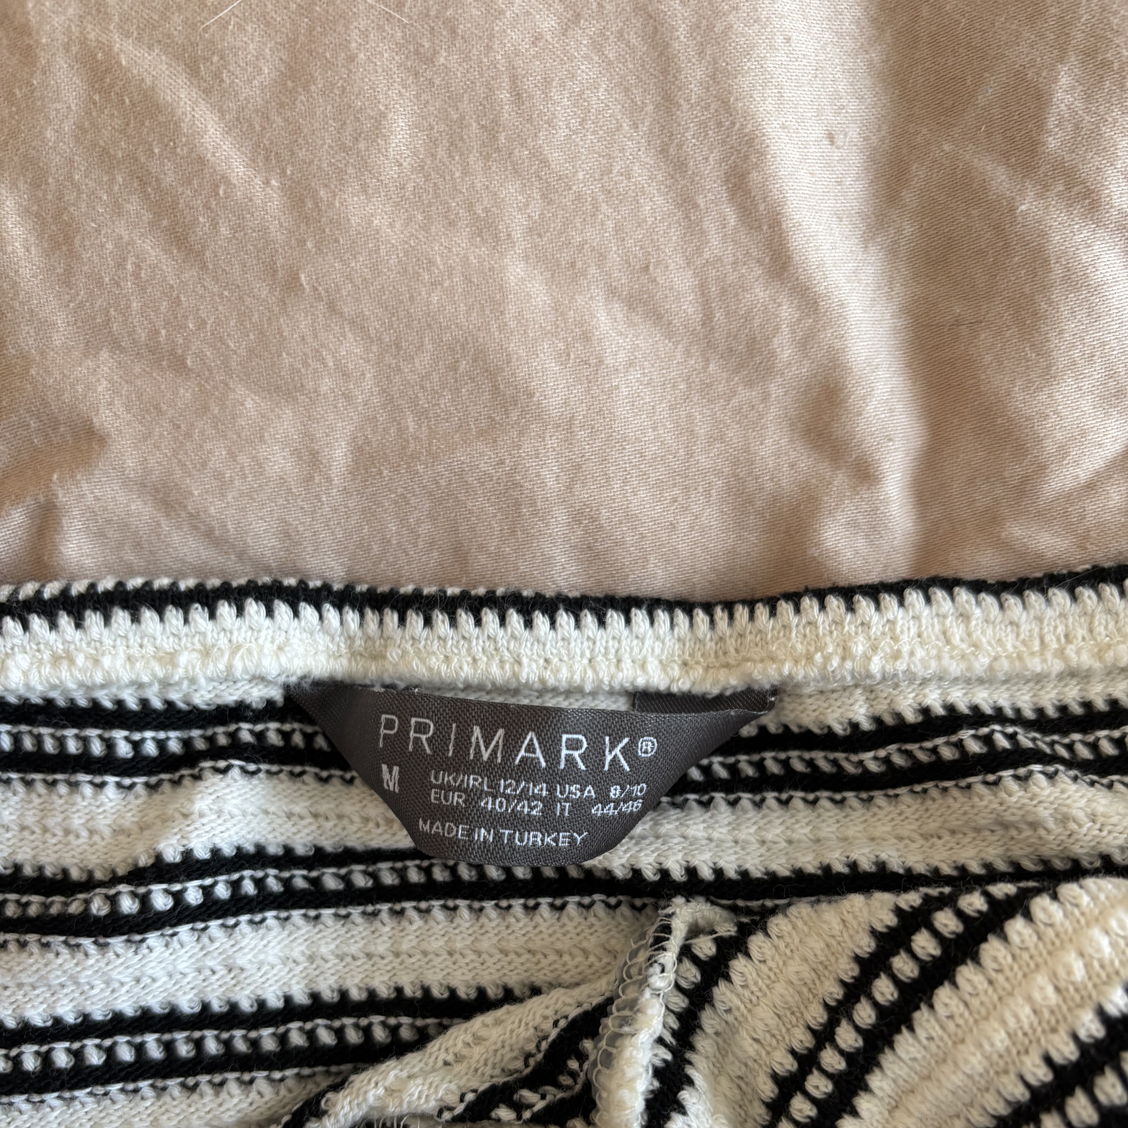 PRIMARK®
M
UK/IRL 12/14 USA 8/10
EUR 40/42 IT 44/46
MADE IN TURKEY